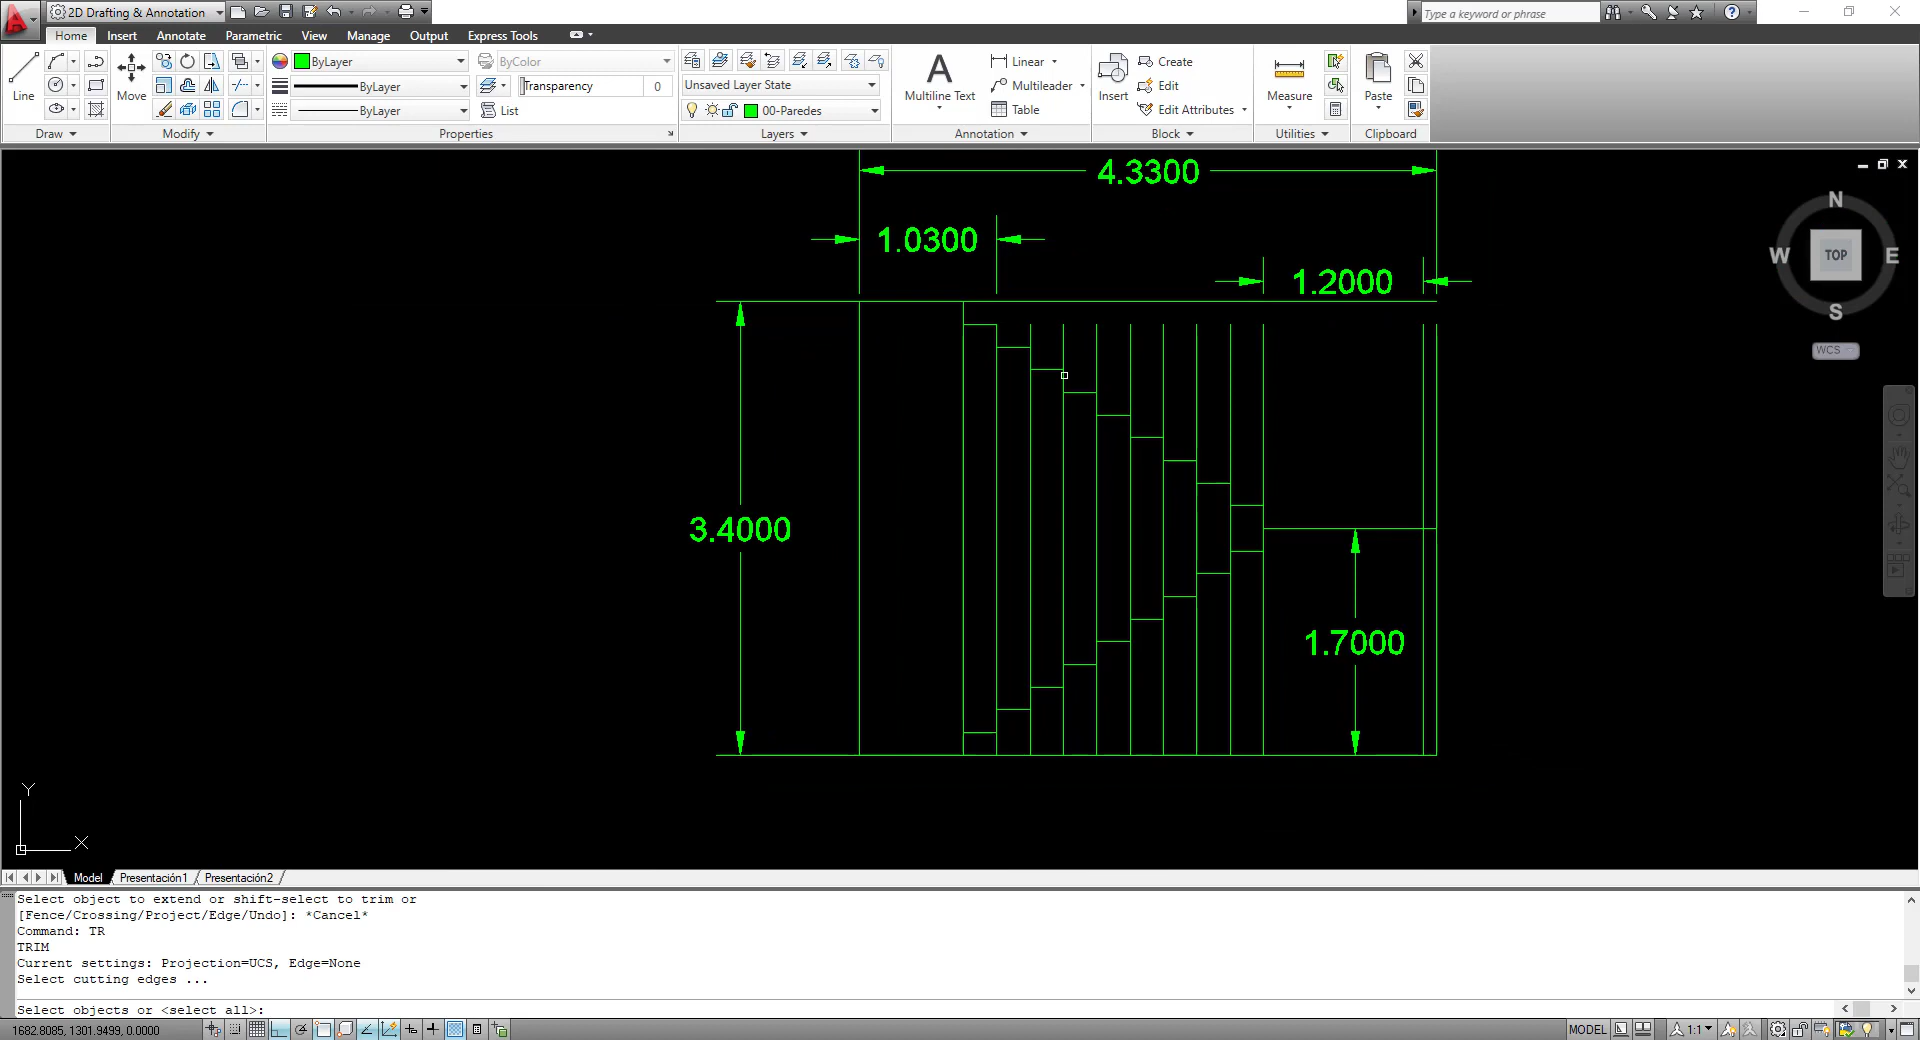 2D Drafting & Annotation
Type a keyword or phrase
Home Insert Annotate Parametric View Manage Output Express Tools
Line
Draw
Move
Modify
ByLayer
ByLayer
ByLayer
ByColor
Transparency 0
List
Properties
Unsaved Layer State
00-Paredes
Layers
A
Multiline Text
Linear
Multileader
Table
Annotation
Insert
Create
Edit
Edit Attributes
Block
Measure
Utilities
Paste
Clipboard
4.3300
1.0300
1.2000
3.4000
1.7000
N
W TOP E
S
WCS
Y
X
Model Presentación1 Presentación2
Select object to extend or shift-select to trim or
[Fence/Crossing/Project/Edge/Undo]: *Cancel*
Command: TR
TRIM
Current settings: Projection=UCS, Edge=None
Select cutting edges ...
Select objects or <select all>:
1682.8085, 1301.9499, 0.0000
MODEL
1:1